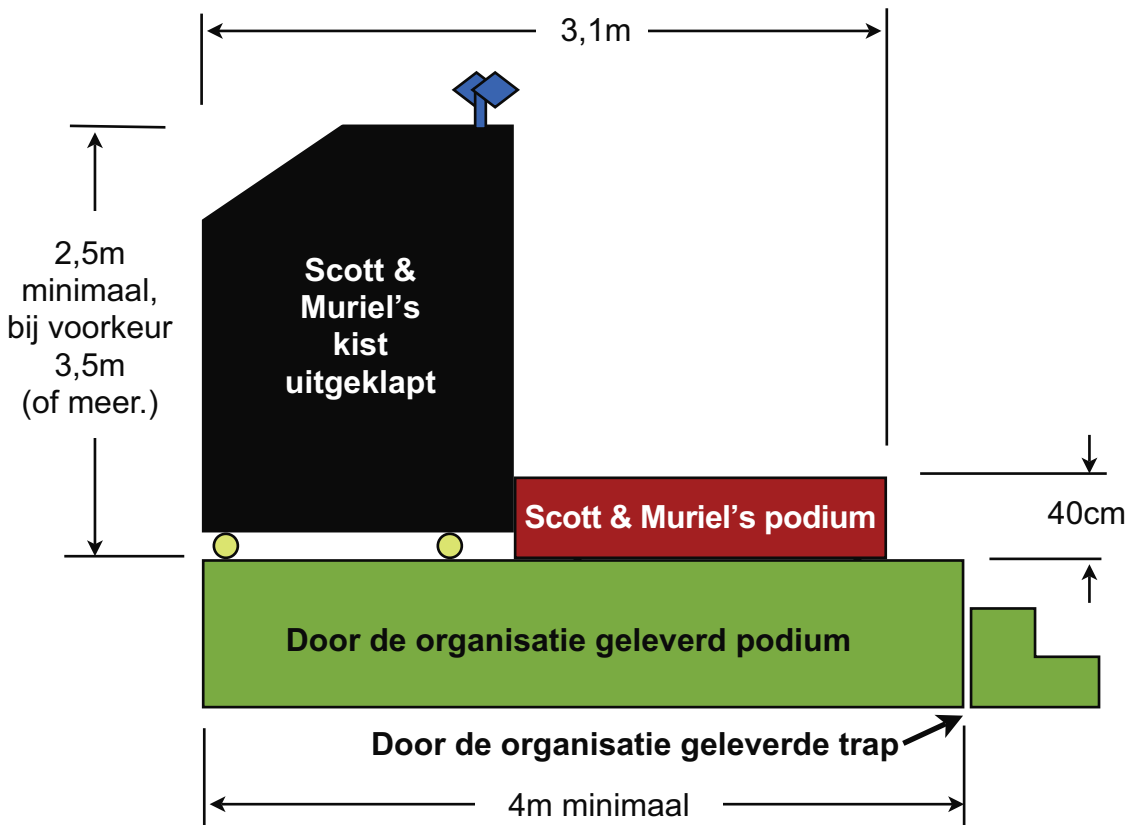 3,1m
2,5m
minimaal,
bij voorkeur
3,5m
(of meer.)
Scott &
Muriel's
kist
uitgeklapt
Scott & Muriel's podium
40cm
Door de organisatie geleverd podium
Door de organisatie geleverde trap
4m minimaal